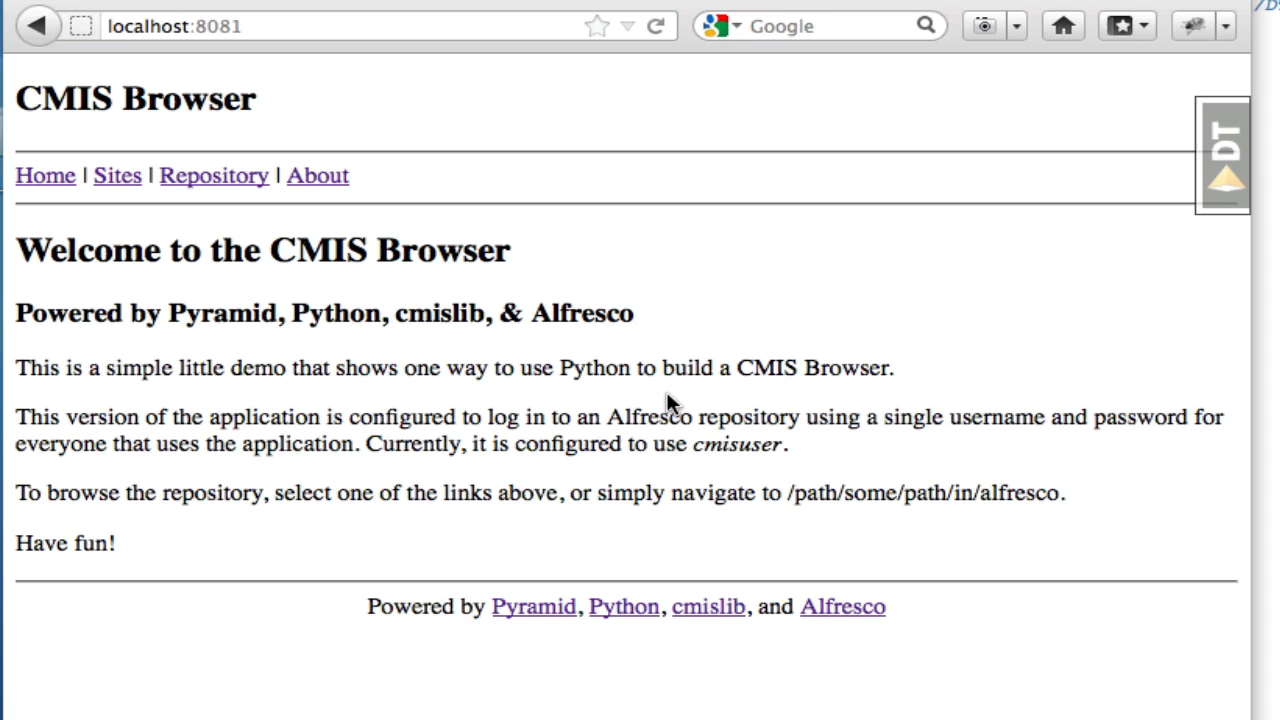 localhost:8081
Google
CMIS Browser
DT
Home | Sites | Repository | About
Welcome to the CMIS Browser
Powered by Pyramid, Python, cmislib, & Alfresco
This is a simple little demo that shows one way to use Python to build a CMIS Browser.
This version of the application is configured to log in to an Alfresco repository using a single username and password for
everyone that uses the application. Currently, it is configured to use cmisuser.
To browse the repository, select one of the links above, or simply navigate to /path/some/path/in/alfresco.
Have fun!
Powered by Pyramid, Python, cmislib, and Alfresco